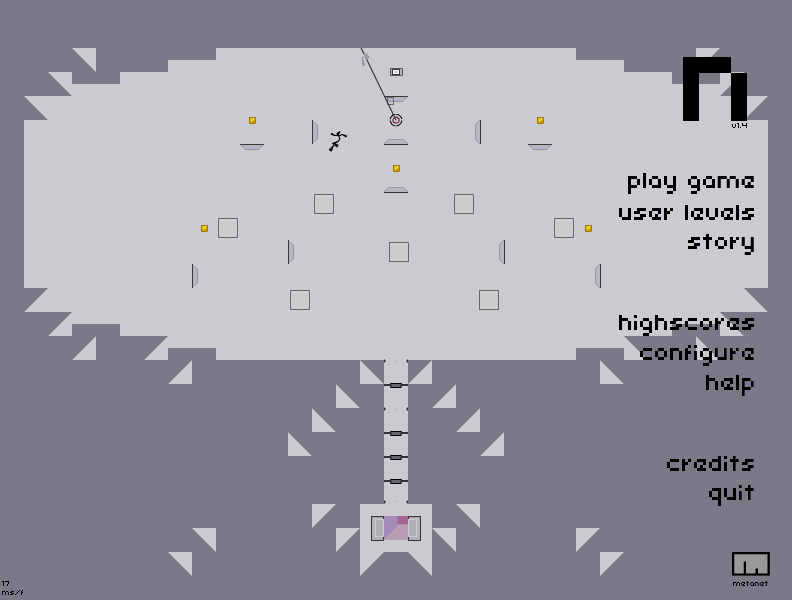 n
v1.4
play game
user levels
story
highscores
configure
help
credits
quit
metanet
17
ms/f